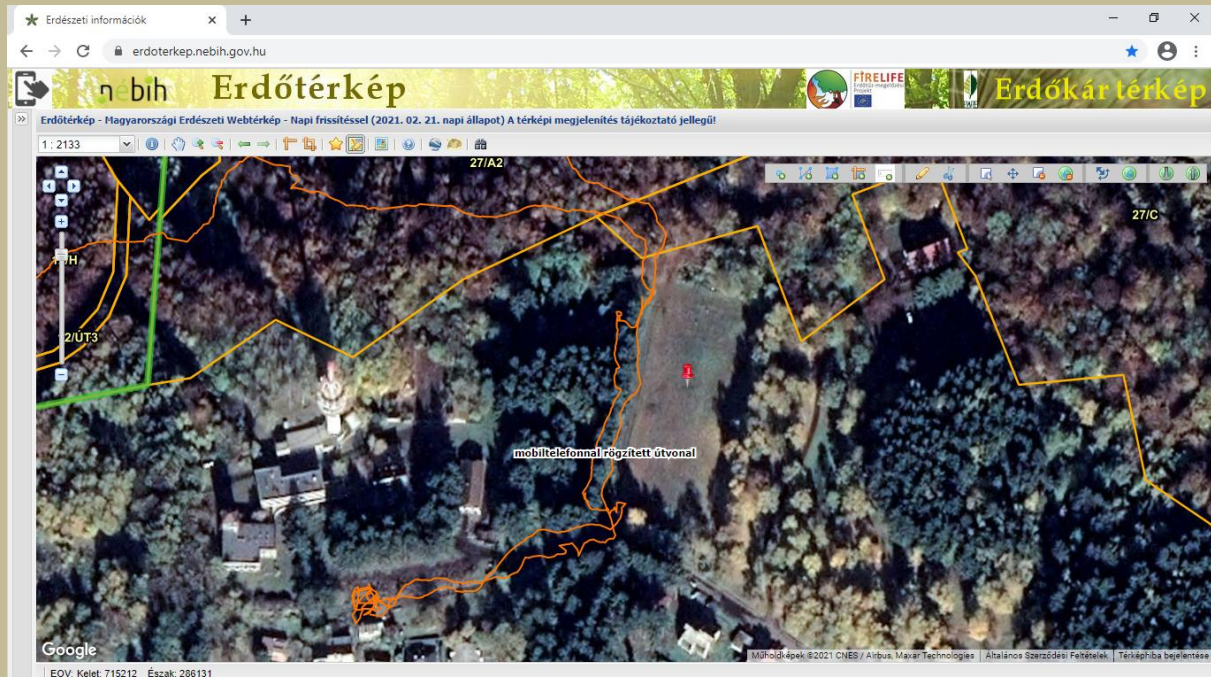 Erdészeti információk
erdoterkep.nebih.gov.hu
nébih Erdőtérkép
FIRELIFE
Erdőkár térkép
Erdőtérkép - Magyarországi Erdészeti Webtérkép - Napi frissítéssel (2021. 02. 21. napi állapot) A térképi megjelenítés tájékoztató jellegű!
1 : 2133
27/A2
27/C
12/ÚT3
mobiltelefonnal rögzített útvonal
Google
Műholdképek ©2021 CNES / Airbus, Maxar Technologies
Általános Szerződési Feltételek
Térképhiba bejelentése
EOV: Kelet: 715212 Észak: 286131